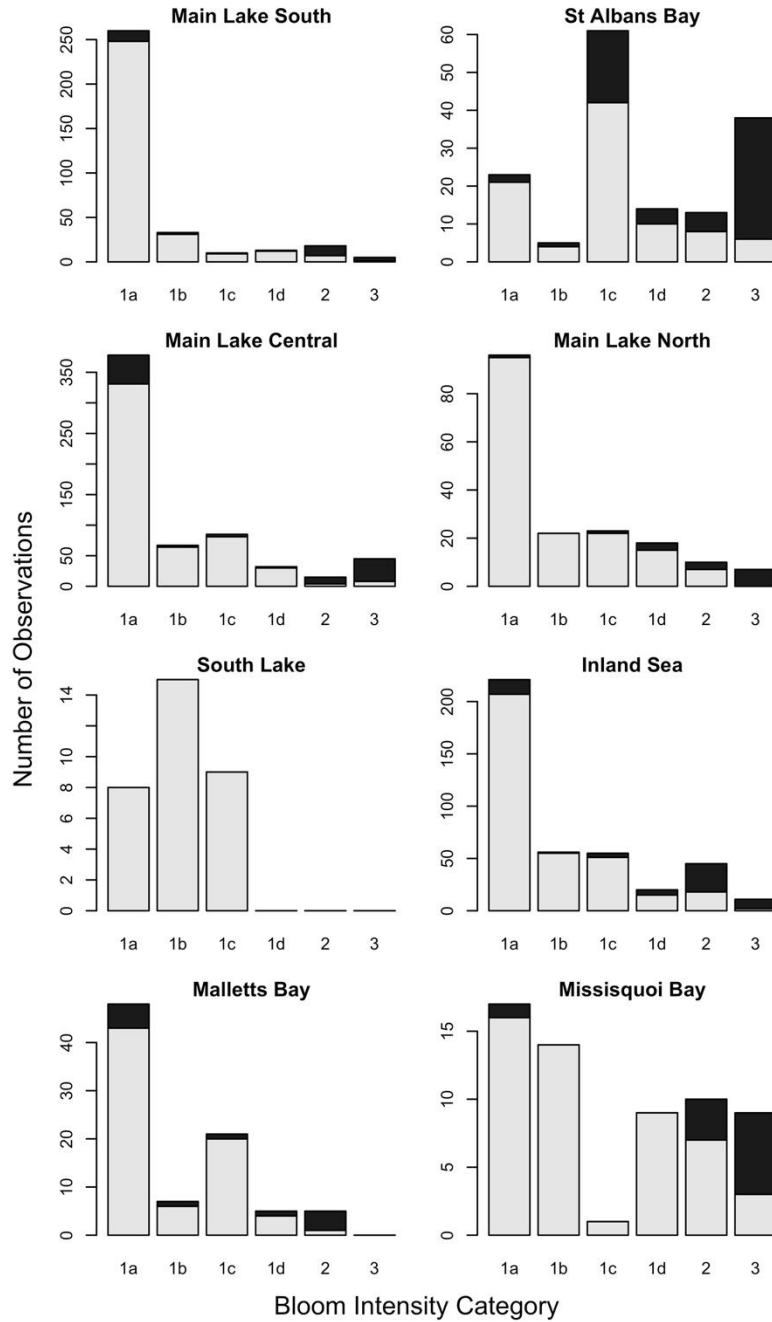 Main Lake South
0 50 100 150 200 250
1a 1b 1c 1d 2 3
St Albans Bay
0 10 20 30 40 50 60
1a 1b 1c 1d 2 3
Main Lake Central
0 50 150 250 350
1a 1b 1c 1d 2 3
Main Lake North
0 20 40 60 80
1a 1b 1c 1d 2 3
South Lake
0 2 4 6 8 10 14
1a 1b 1c 1d 2 3
Inland Sea
0 50 100 150 200
1a 1b 1c 1d 2 3
Malletts Bay
0 10 20 30 40
1a 1b 1c 1d 2 3
Missisquoi Bay
0 5 10 15
1a 1b 1c 1d 2 3
Number of Observations
Bloom Intensity Category